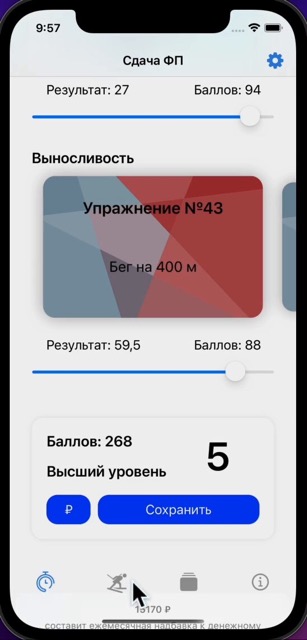 9:57
Сдача ФП
Результат: 27 Баллов: 94
Выносливость
Упражнение №43
Бег на 400 м
Результат: 59,5 Баллов: 88
Баллов: 268
5
Высший уровень
₽ Сохранить
15170 ₽
составит ежемесячная надбавка к денежному